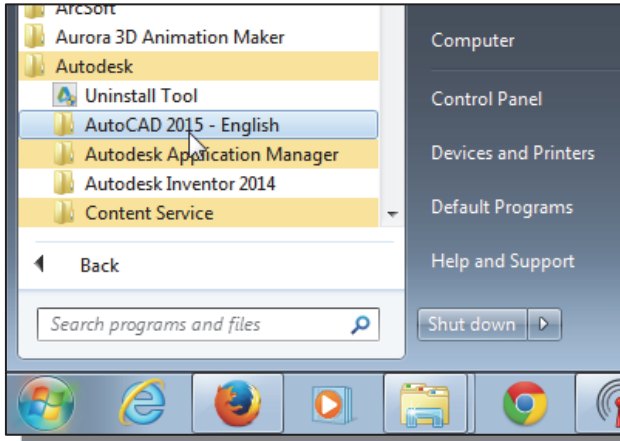 ArcSoft
Aurora 3D Animation Maker
Autodesk
Uninstall Tool
AutoCAD 2015 - English
Autodesk Application Manager
Autodesk Inventor 2014
Content Service
Back
Search programs and files
Computer
Control Panel
Devices and Printers
Default Programs
Help and Support
Shut down